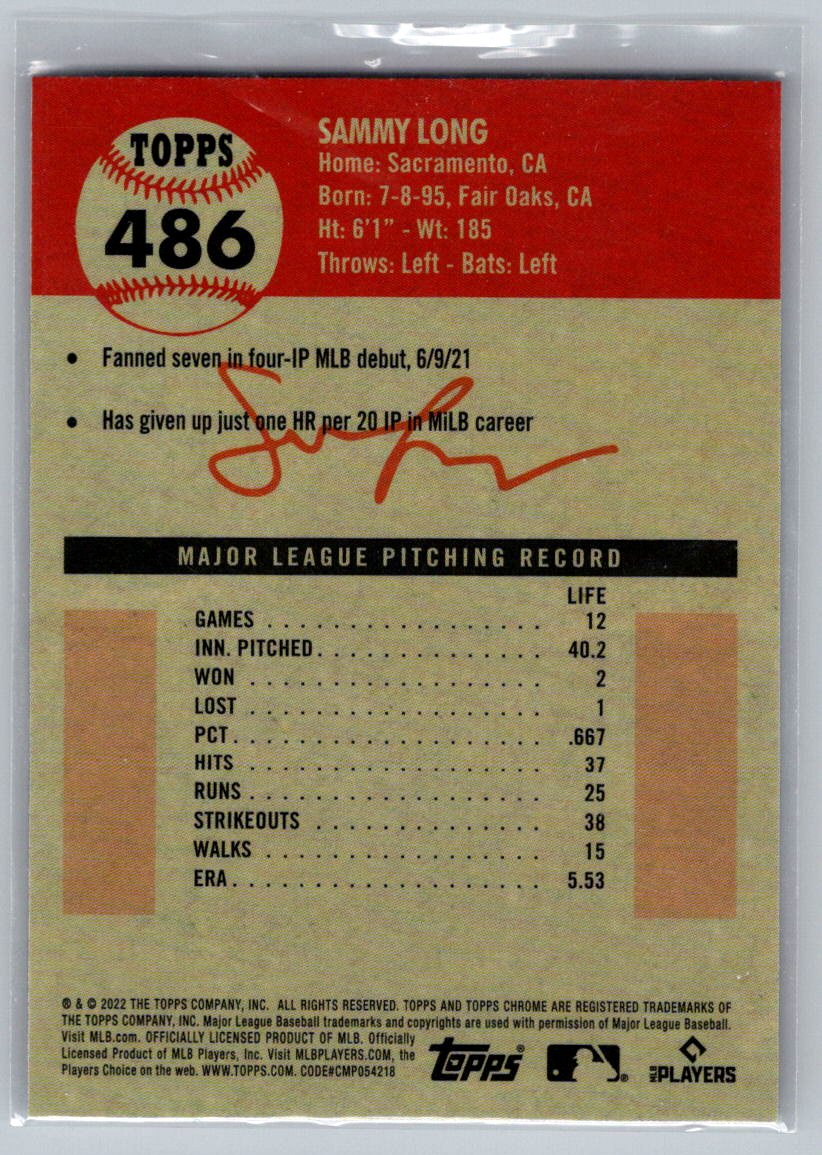 TOPPS
486
SAMMY LONG
Home: Sacramento, CA
Born: 7-8-95, Fair Oaks, CA
Ht: 6'1" - Wt: 185
Throws: Left - Bats: Left
• Fanned seven in four-IP MLB debut, 6/9/21
• Has given up just one HR per 20 IP in MiLB career
MAJOR LEAGUE PITCHING RECORD
LIFE
GAMES . . . . . . . . . . . . . . . . . 12
INN. PITCHED . . . . . . . . . . . . . . 40.2
WON . . . . . . . . . . . . . . . . . . 2
LOST . . . . . . . . . . . . . . . . . . 1
PCT . . . . . . . . . . . . . . . . . . . .667
HITS . . . . . . . . . . . . . . . . . . 37
RUNS . . . . . . . . . . . . . . . . . . 25
STRIKEOUTS . . . . . . . . . . . . . . 38
WALKS . . . . . . . . . . . . . . . . . 15
ERA . . . . . . . . . . . . . . . . . . . 5.53
® & © 2022 THE TOPPS COMPANY, INC. ALL RIGHTS RESERVED. TOPPS AND TOPPS CHROME ARE REGISTERED TRADEMARKS OF
THE TOPPS COMPANY, INC. Major League Baseball trademarks and copyrights are used with permission of Major League Baseball.
Visit MLB.com. OFFICIALLY LICENSED PRODUCT OF MLB. Officially
Licensed Product of MLB Players, Inc. Visit MLBPLAYERS.COM, the
Players Choice on the web. WWW.TOPPS.COM. CODE#CMP054218
topps®
MLB PLAYERS